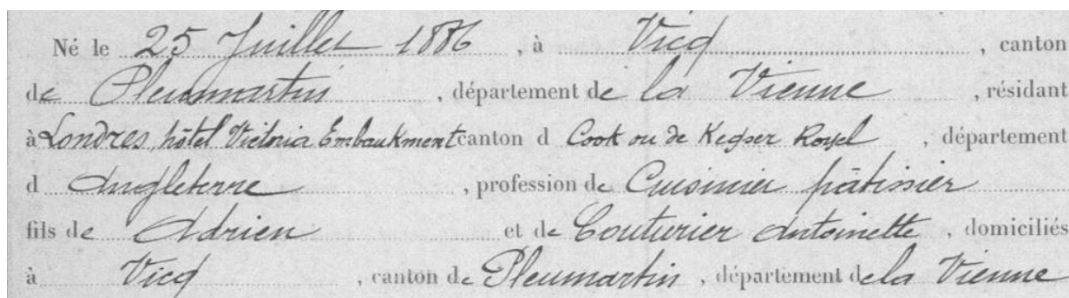 Né le 25 Juillet 1886, à Vicq, canton
de Pleumartin, département de la Vienne, résidant
à Londres, hôtel Victoria Embaukment canton d Cook ou de Keyser Royel, département
d Angleterre, profession de Cuisinier pâtissier
fils de Adrien et de Couturier Antoinette, domiciliés
à Vicq, canton de Pleumartin, département de la Vienne